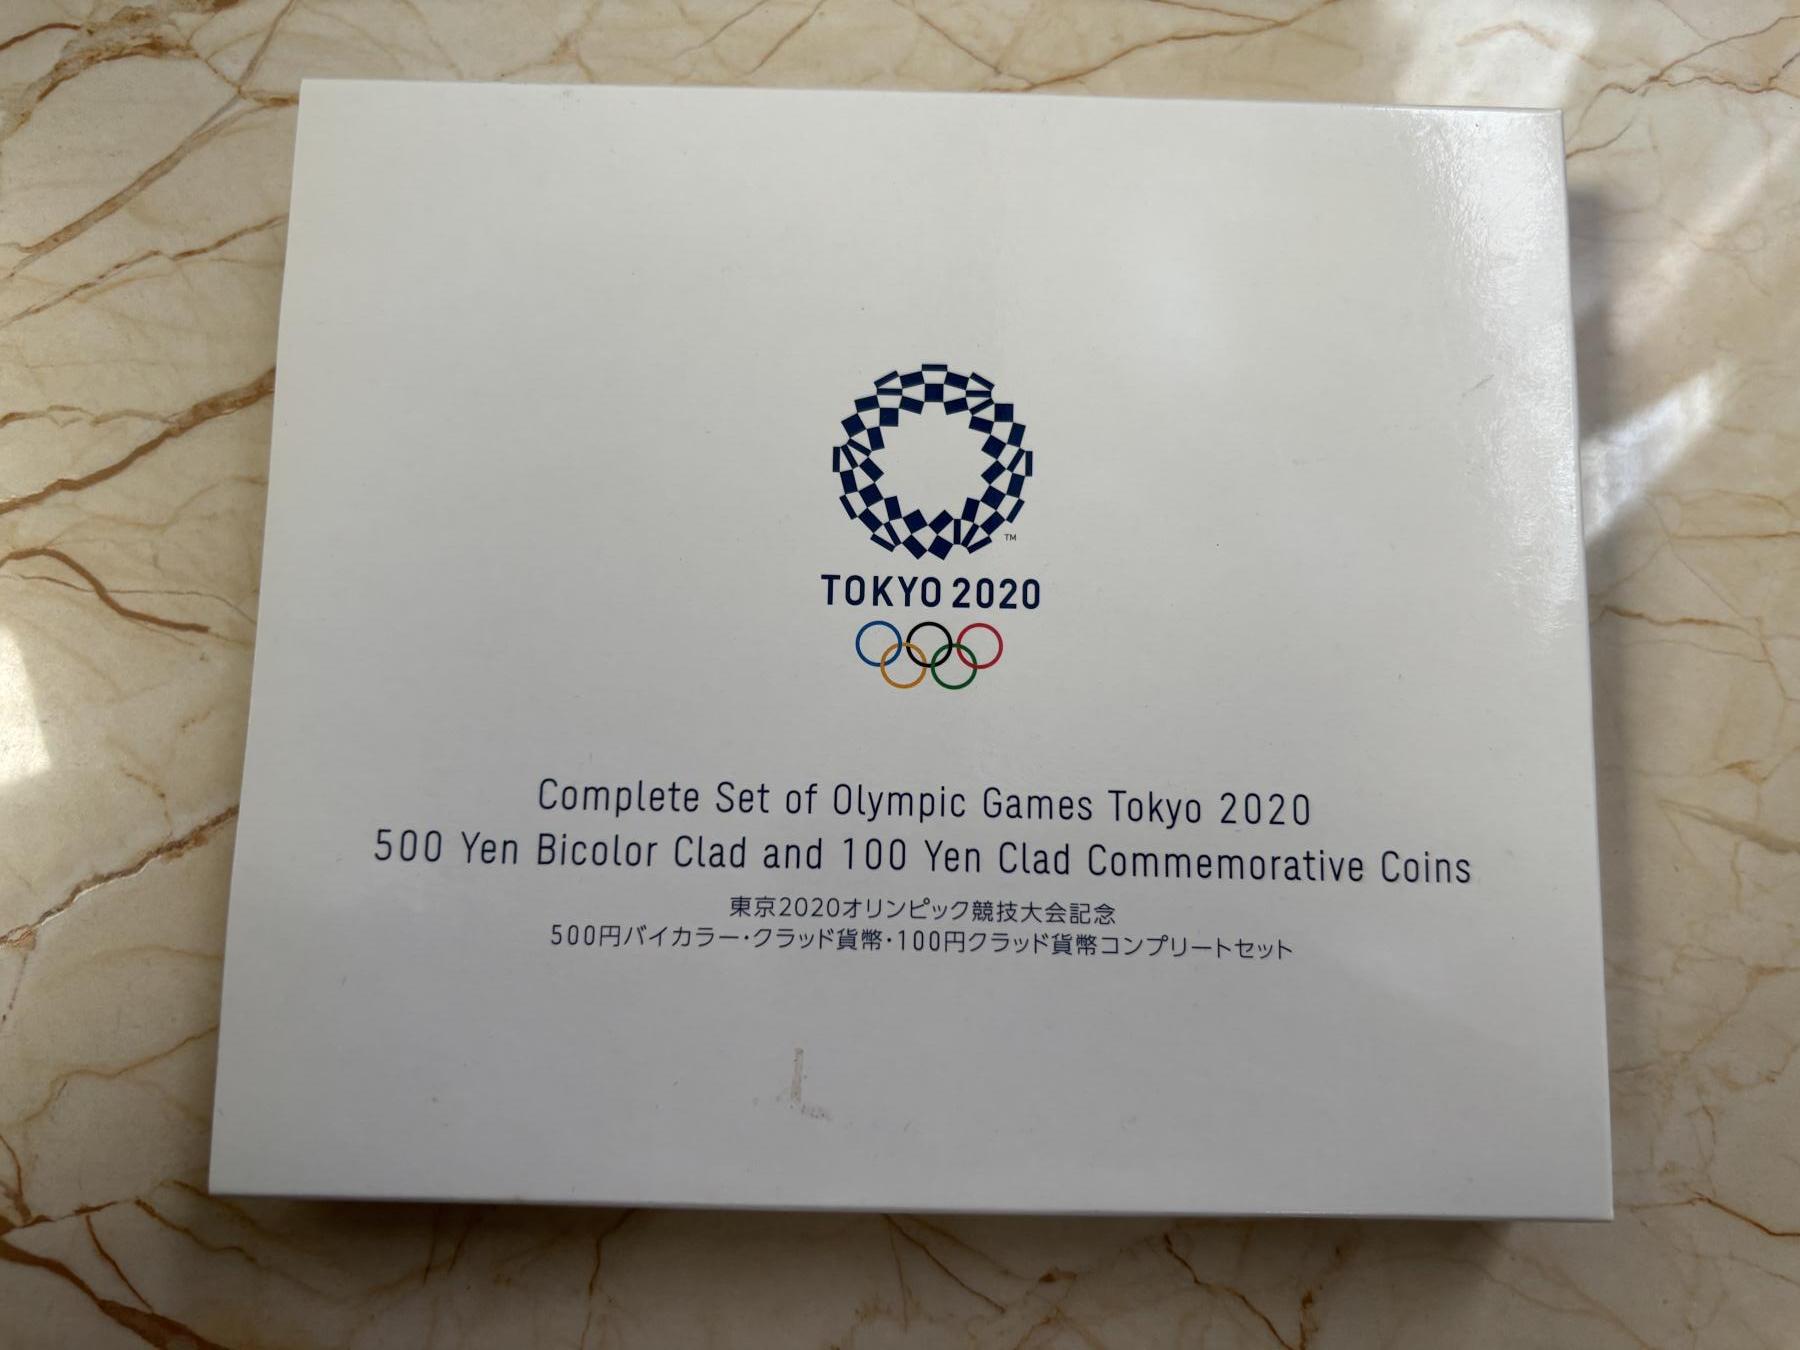 TM
TOKYO 2020
Complete Set of Olympic Games Tokyo 2020
500 Yen Bicolor Clad and 100 Yen Clad Commemorative Coins
東京2020オリンピック競技大会記念
500円バイカラー・クラッド貨幣・100円クラッド貨幣コンプリートセット